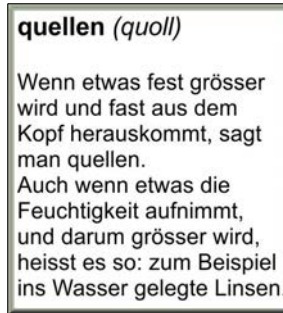 quellen (quoll)
Wenn etwas fest grösser
wird und fast aus dem
Kopf herauskommt, sagt
man quellen.
Auch wenn etwas die
Feuchtigkeit aufnimmt,
und darum grösser wird,
heisst es so: zum Beispiel
ins Wasser gelegte Linsen.